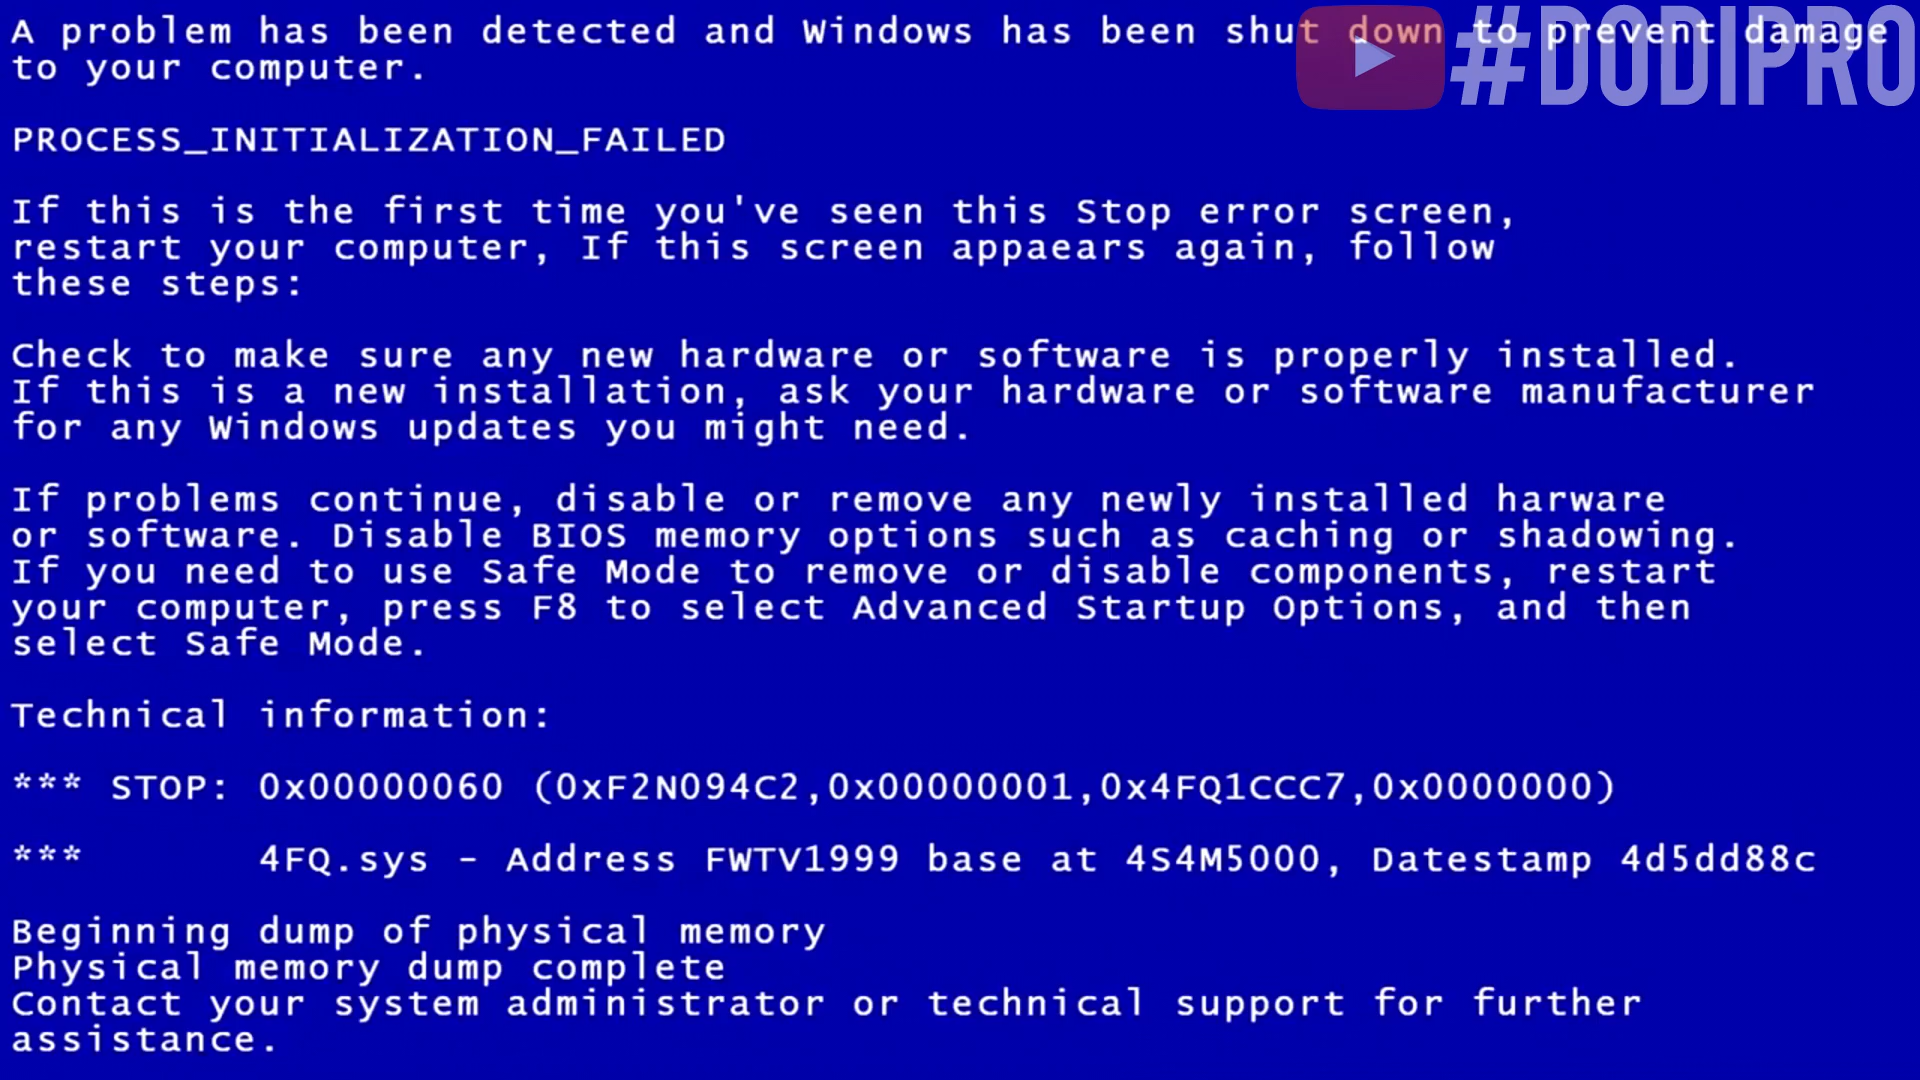 A problem has been detected and Windows has been shut down to prevent damage
to your computer.
#DODIPRO
PROCESS_INITIALIZATION_FAILED
If this is the first time you've seen this Stop error screen,
restart your computer, If this screen appaears again, follow
these steps:
Check to make sure any new hardware or software is properly installed.
If this is a new installation, ask your hardware or software manufacturer
for any Windows updates you might need.
If problems continue, disable or remove any newly installed harware
or software. Disable BIOS memory options such as caching or shadowing.
If you need to use Safe Mode to remove or disable components, restart
your computer, press F8 to select Advanced Startup Options, and then
select Safe Mode.
Technical information:
*** STOP: 0x00000060 (0xF2N094C2,0x00000001,0x4FQ1CCC7,0x0000000)
*** 4FQ.sys - Address FWTV1999 base at 4S4M5000, Datestamp 4d5dd88c
Beginning dump of physical memory
Physical memory dump complete
Contact your system administrator or technical support for further
assistance.